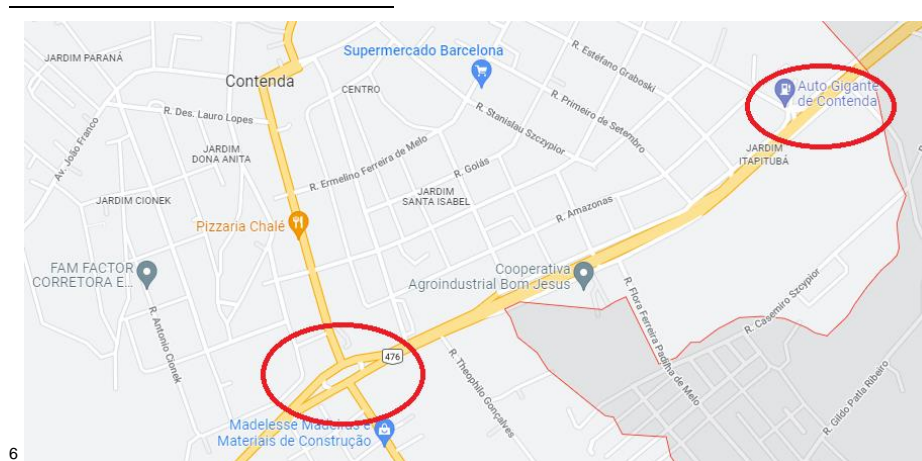 JARDIM PARANÁ
Contenda
CENTRO
Supermercado Barcelona
R. Estéfano Graboski
Auto Gigante
de Contenda
R. Des. Lauro Lopes
R. Stanislau Szczypior
R. Primeiro de Setembro
Av. João Franco
JARDIM
DONA ANITA
R. Ermelino Ferreira de Melo
R. Goiás
JARDIM
ITAPITUBÁ
JARDIM CIONEK
JARDIM
SANTA ISABEL
R. Amazonas
Pizzaria Chalé
FAM FACTOR
CORRETORA E...
Cooperativa
Agroindustrial Bom Jesus
R. Antonio Cionek
R. Flora Ferreira Padilha de Melo
R. Casemiro Szcypior
476
R. Theophilo Gonçalves
R. Gildo Patla Ribeiro
Madelesse Madeiras e
Materiais de Construção
6